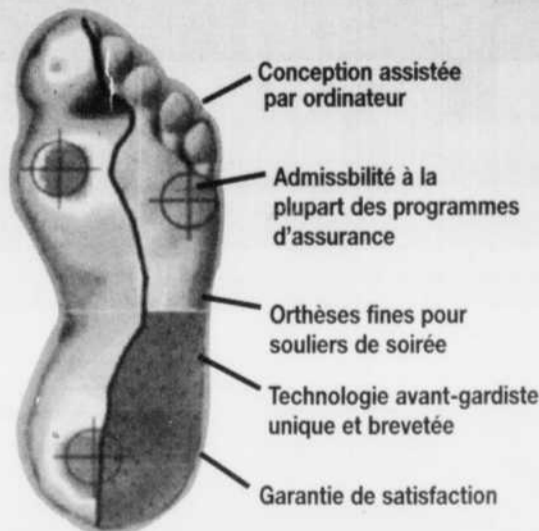 Conception assistée
par ordinateur
Admissbilité à la
plupart des programmes
d'assurance
Orthèses fines pour
souliers de soirée
Technologie avant-gardiste
unique et brevetée
Garantie de satisfaction